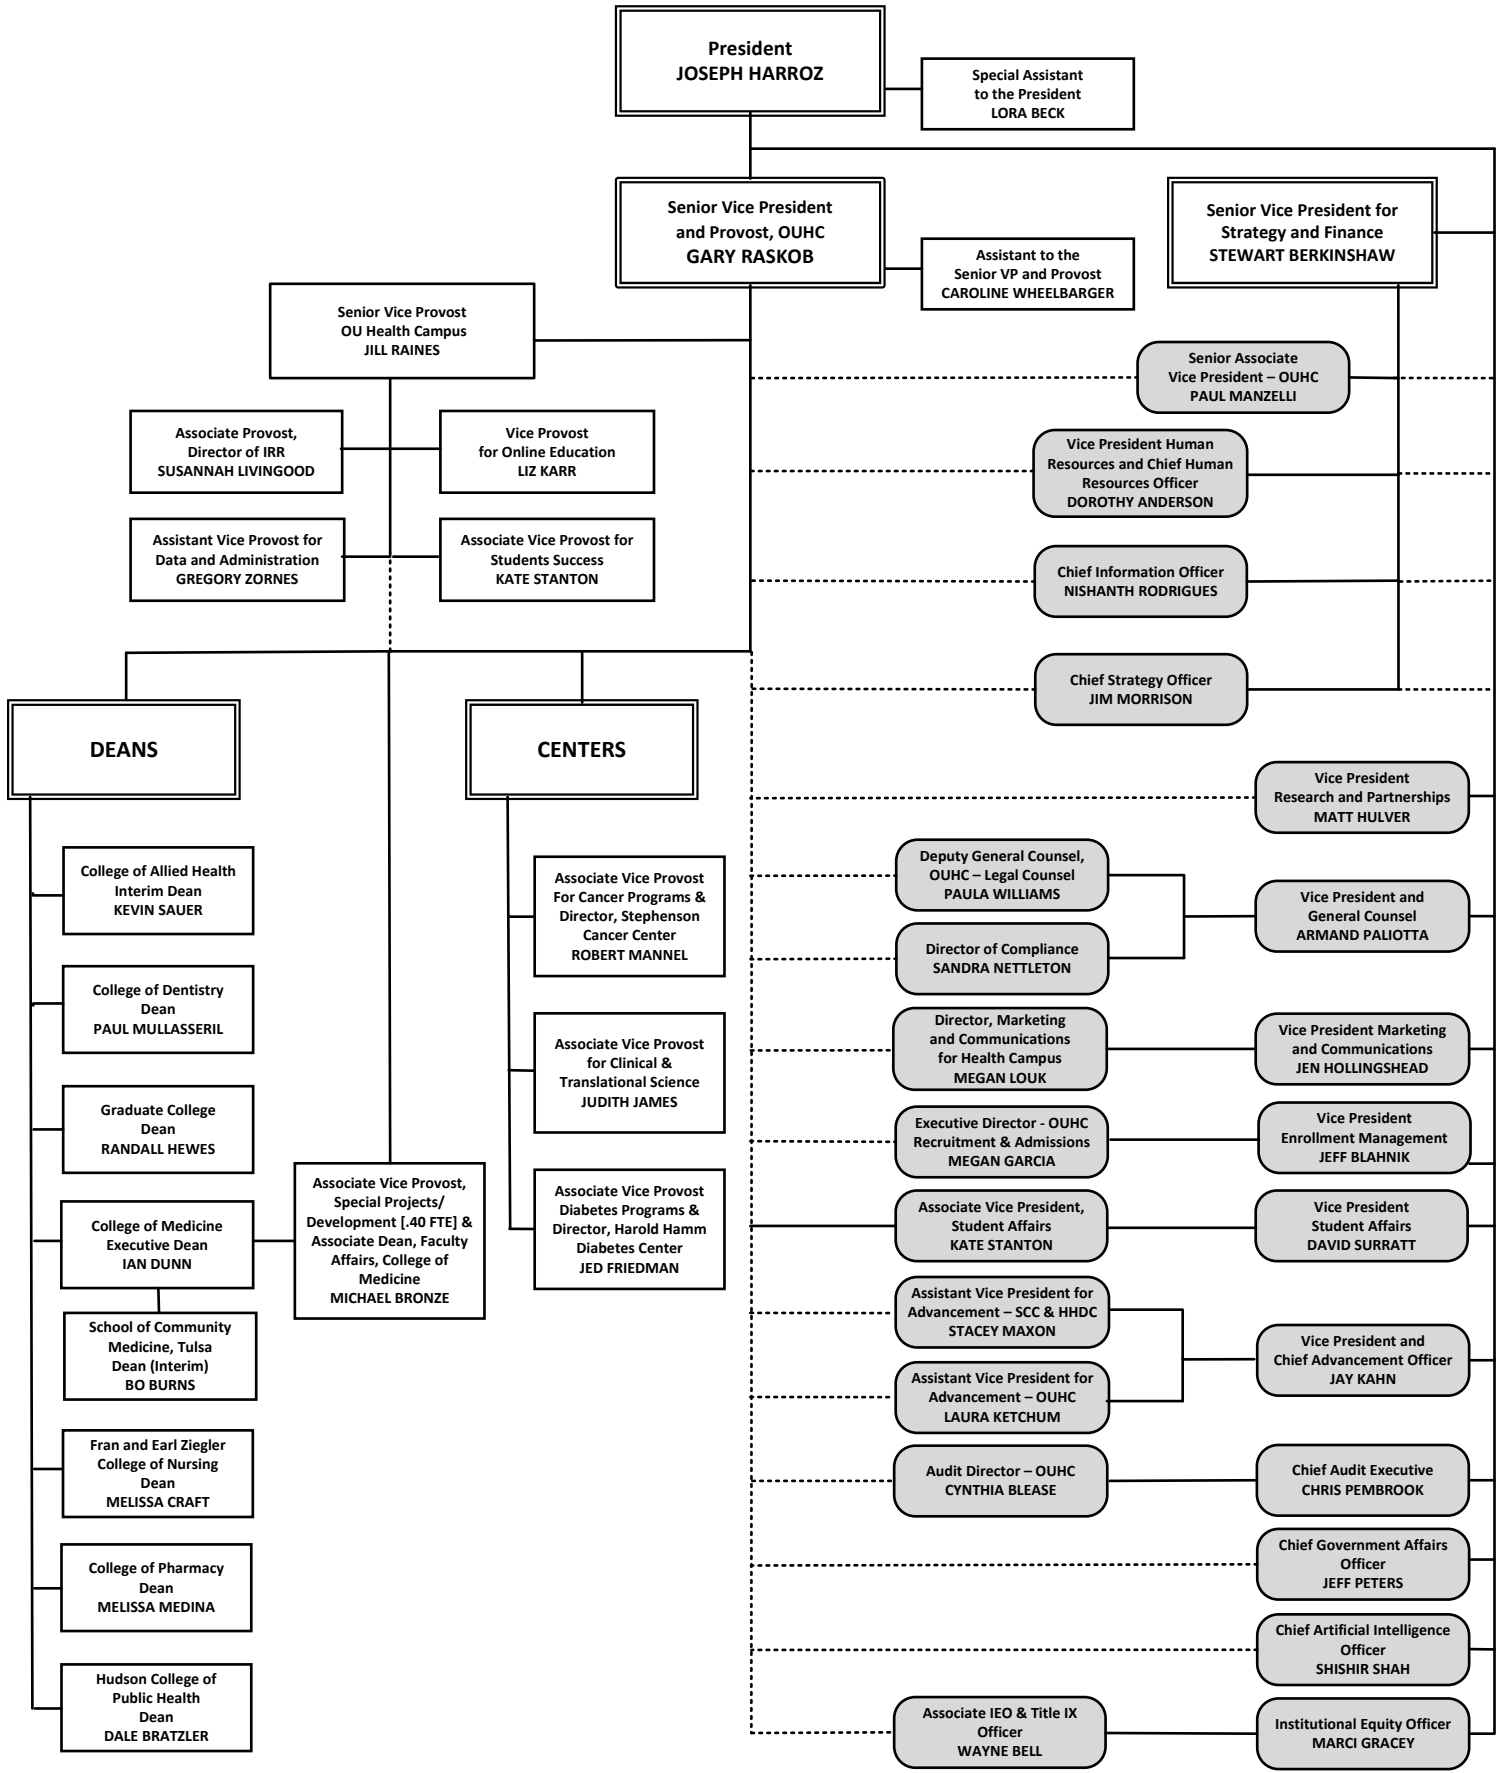 President
JOSEPH HARROZ
Special Assistant
to the President
LORA BECK
Senior Vice President
and Provost, OUHC
GARY RASKOB
Senior Vice President for
Strategy and Finance
STEWART BERKINSHAW
Assistant to the
Senior VP and Provost
CAROLINE WHEELBARGER
Senior Vice Provost
OU Health Campus
JILL RAINES
Senior Associate
Vice President – OUHC
PAUL MANZELLI
Associate Provost,
Director of IRR
SUSANNAH LIVINGOOD
Vice Provost
for Online Education
LIZ KARR
Vice President Human
Resources and Chief Human
Resources Officer
DOROTHY ANDERSON
Assistant Vice Provost for
Data and Administration
GREGORY ZORNES
Associate Vice Provost for
Students Success
KATE STANTON
Chief Information Officer
NISHANTH RODRIGUES
Chief Strategy Officer
JIM MORRISON
DEANS
CENTERS
Vice President
Research and Partnerships
MATT HULVER
College of Allied Health
Interim Dean
KEVIN SAUER
College of Dentistry
Dean
PAUL MULLASSERIL
Graduate College
Dean
RANDALL HEWES
College of Medicine
Executive Dean
IAN DUNN
Associate Vice Provost,
Special Projects/
Development [.40 FTE] &
Associate Dean, Faculty
Affairs, College of
Medicine
MICHAEL BRONZE
School of Community
Medicine, Tulsa
Dean (Interim)
BO BURNS
Fran and Earl Ziegler
College of Nursing
Dean
MELISSA CRAFT
College of Pharmacy
Dean
MELISSA MEDINA
Hudson College of
Public Health
Dean
DALE BRATZLER
Associate Vice Provost
For Cancer Programs &
Director, Stephenson
Cancer Center
ROBERT MANNEL
Associate Vice Provost
for Clinical &
Translational Science
JUDITH JAMES
Associate Vice Provost
Diabetes Programs &
Director, Harold Hamm
Diabetes Center
JED FRIEDMAN
Deputy General Counsel,
OUHC – Legal Counsel
PAULA WILLIAMS
Director of Compliance
SANDRA NETTLETON
Vice President and
General Counsel
ARMAND PALIOTTA
Director, Marketing
and Communications
for Health Campus
MEGAN LOUK
Vice President Marketing
and Communications
JEN HOLLINGSHEAD
Executive Director - OUHC
Recruitment & Admissions
MEGAN GARCIA
Vice President
Enrollment Management
JEFF BLAHNIK
Associate Vice President,
Student Affairs
KATE STANTON
Vice President
Student Affairs
DAVID SURRATT
Assistant Vice President for
Advancement – SCC & HHDC
STACEY MAXON
Assistant Vice President for
Advancement – OUHC
LAURA KETCHUM
Vice President and
Chief Advancement Officer
JAY KAHN
Audit Director – OUHC
CYNTHIA BLEASE
Chief Audit Executive
CHRIS PEMBROOK
Chief Government Affairs
Officer
JEFF PETERS
Chief Artificial Intelligence
Officer
SHISHIR SHAH
Associate IEO & Title IX
Officer
WAYNE BELL
Institutional Equity Officer
MARCI GRACEY